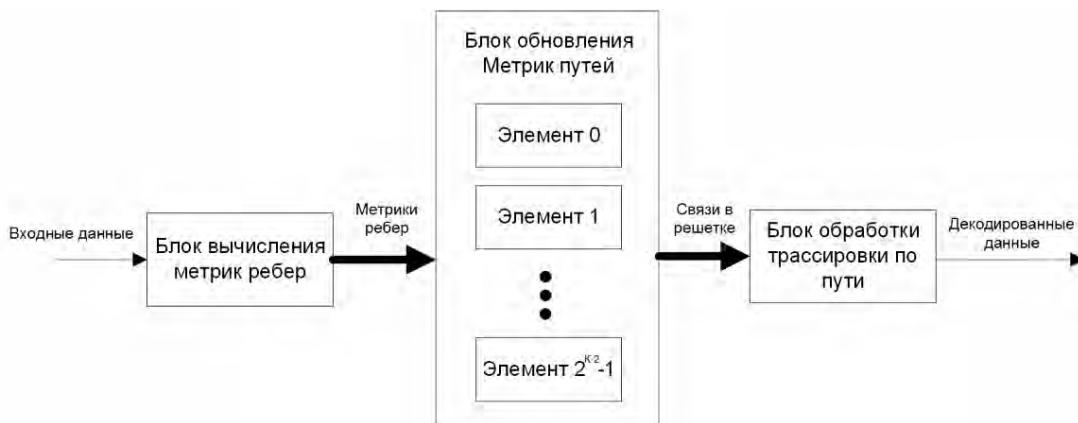 Блок обновления
Метрик путей
Элемент 0
Элемент 1
Элемент 2^K-2-1
Входные данные
Блок вычисления
метрик ребер
Метрики
ребер
Связи в
решетке
Блок обработки
трассировки по
пути
Декодированные
данные